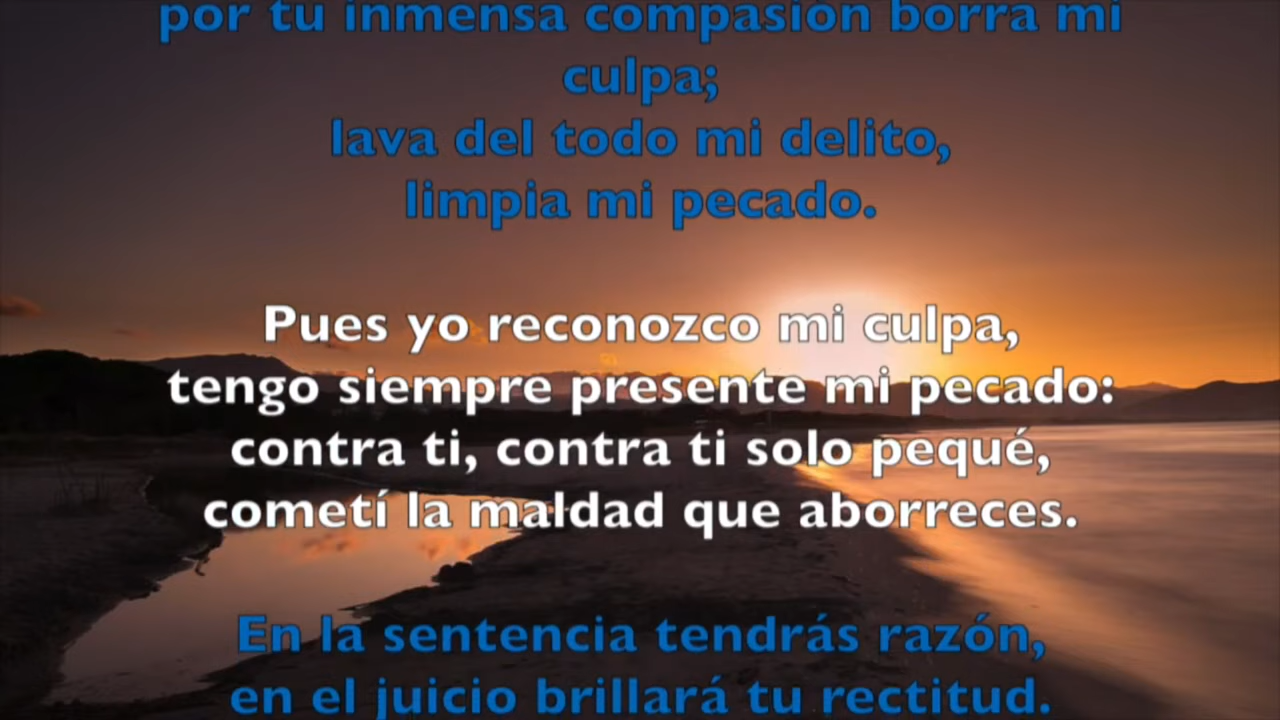 por tu inmensa compasión borra mi
culpa;
lava del todo mi delito,
limpia mi pecado.
Pues yo reconozco mi culpa,
tengo siempre presente mi pecado:
contra ti, contra ti solo pequé,
cometí la maldad que aborreces.
En la sentencia tendrás razón,
en el juicio brillará tu rectitud.